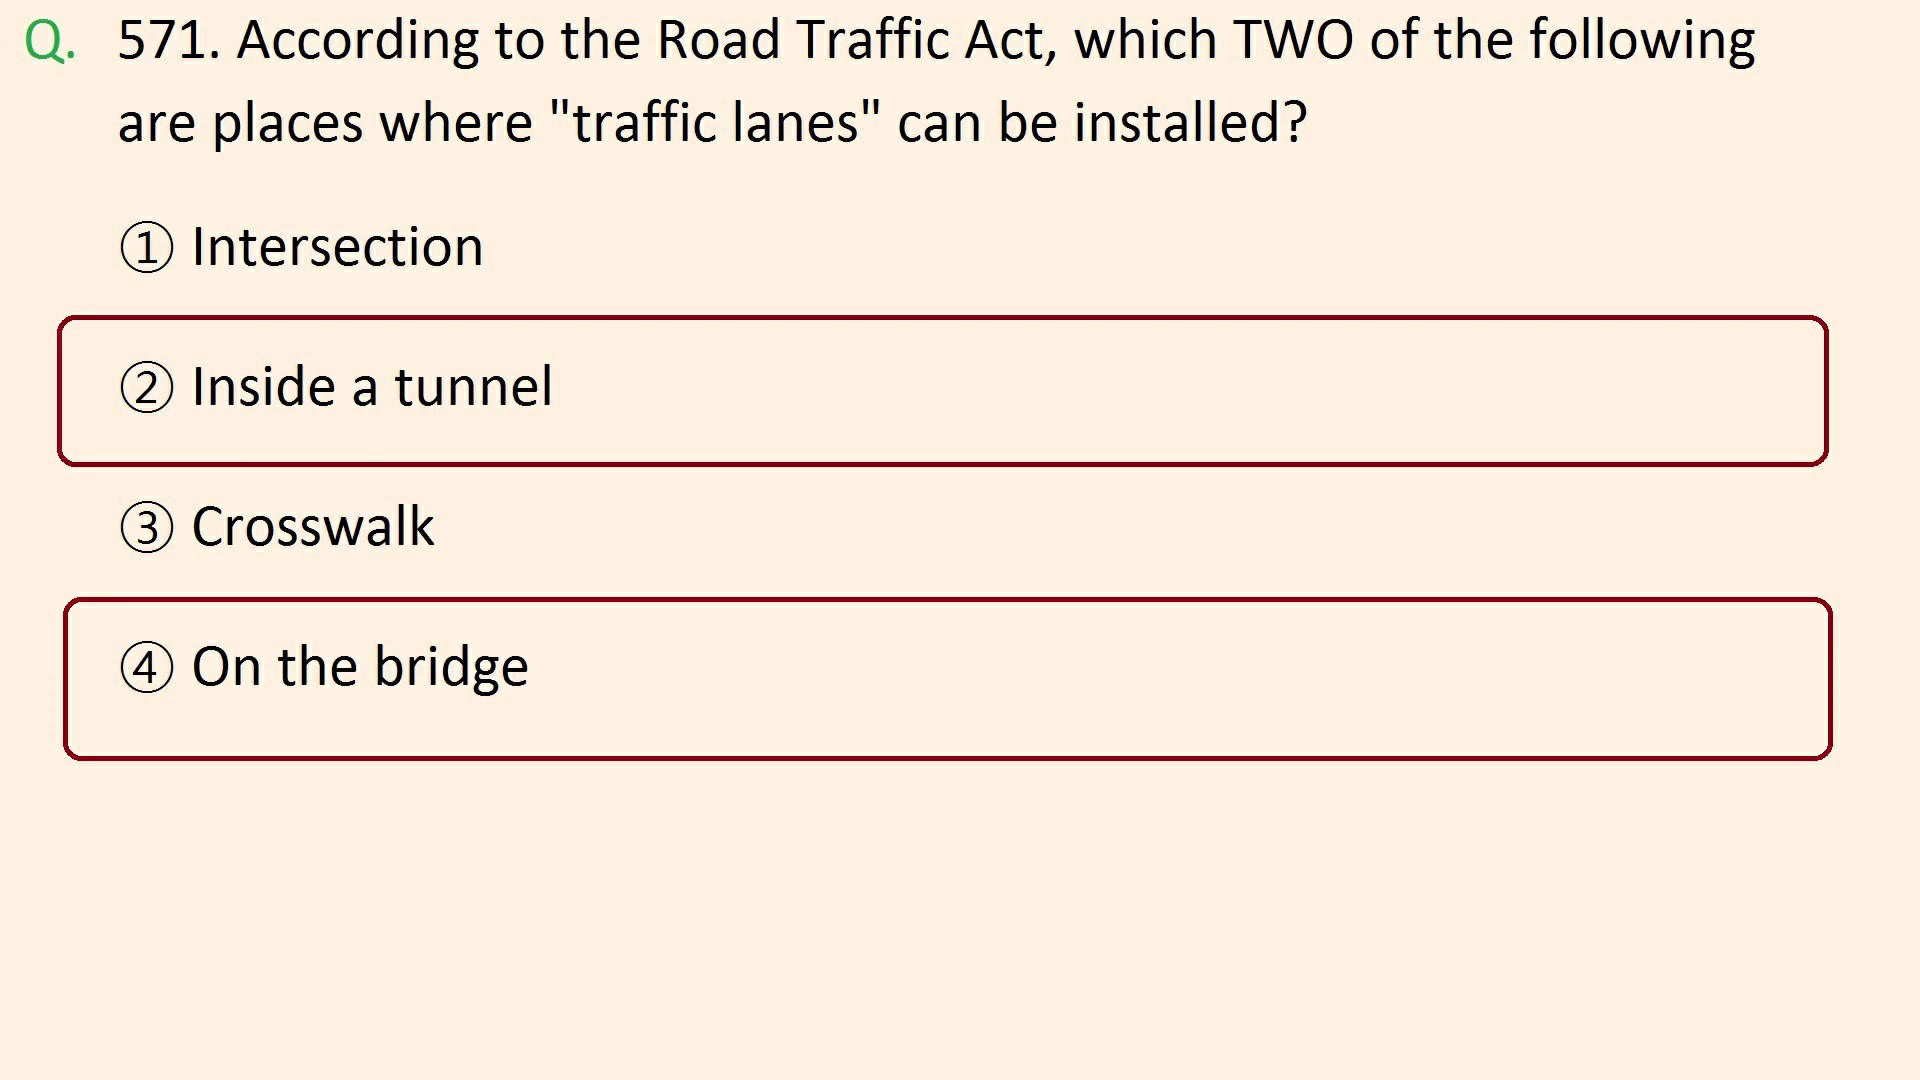 Q. 571. According to the Road Traffic Act, which TWO of the following
are places where "traffic lanes" can be installed?
① Intersection
② Inside a tunnel
③ Crosswalk
④ On the bridge